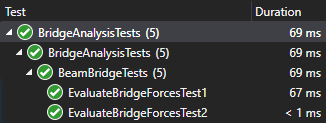 Test Duration
BridgeAnalysisTests (5) 69 ms
BridgeAnalysisTests (5) 69 ms
BeamBridgeTests (5) 69 ms
EvaluateBridgeForcesTest1 67 ms
EvaluateBridgeForcesTest2 < 1 ms